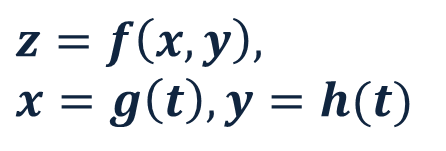 z = f(x, y),
x = g(t), y = h(t)